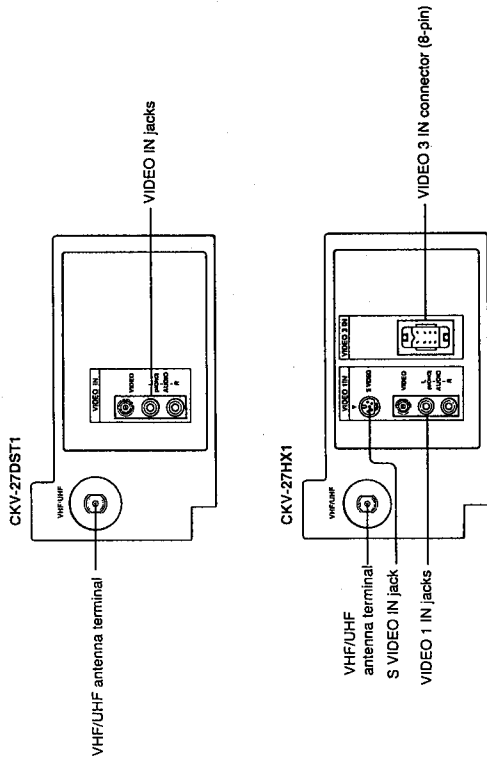 CKV-27DST1
VHF/UHF antenna terminal
VHF/UHF
VIDEO IN
VIDEO
L
(MONO)
AUDIO
R
VIDEO IN jacks
CKV-27HX1
VHF/UHF
antenna terminal
S VIDEO IN jack
VIDEO 1 IN jacks
VHF/UHF
VIDEO 1 IN
S VIDEO
VIDEO
L
(MONO)
AUDIO
R
VIDEO 3 IN
VIDEO 3 IN connector (8-pin)